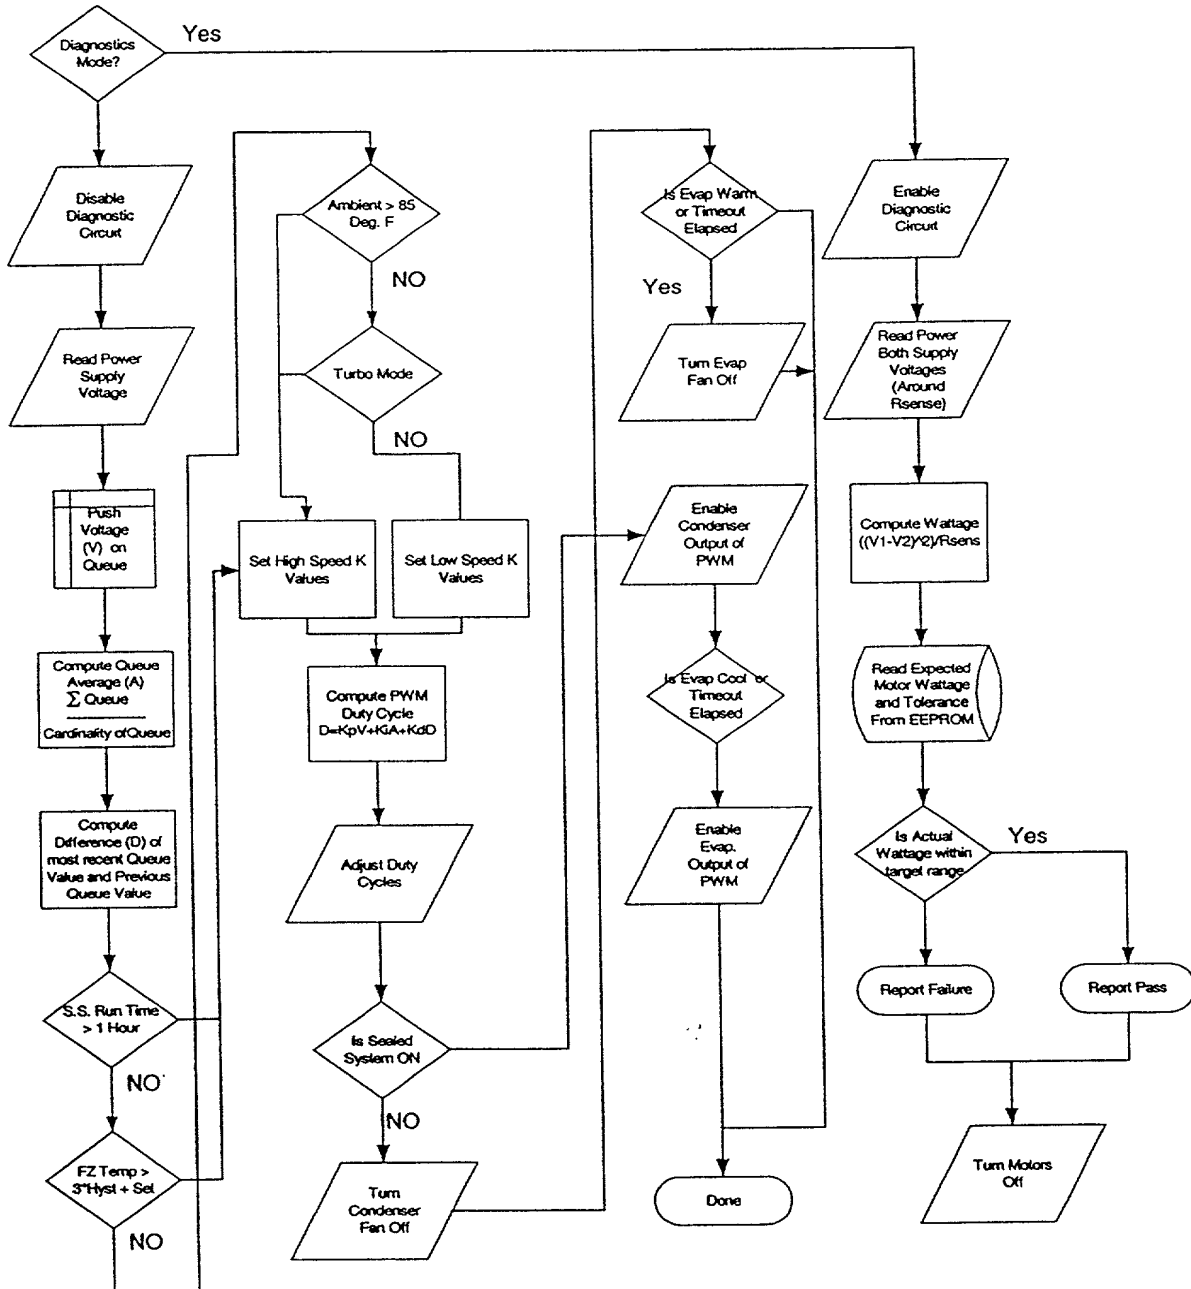 Yes
Diagnostics
Mode?
Disable
Diagnostic
Circuit
Read Power
Supply
Voltage
Push
Voltage
(V) on
Queue
Compute Queue
Average (A)
Σ Queue
Cardinality of Queue
Compute
Difference (D) of
most recent Queue
Value and Previous
Queue Value
S.S. Run Time
> 1 Hour
NO
FZ Temp >
3*Hyst + Set
NO
Ambient > 85
Deg. F
NO
Turbo Mode
NO
Set High Speed K
Values
Set Low Speed K
Values
Compute PWM
Duty Cycle
D=KpV+KiA+KdD
Adjust Duty
Cycles
Is Sealed
System ON
NO
Turn
Condenser
Fan Off
Is Evap Warm
or Timeout
Elapsed
Yes
Turn Evap
Fan Off
Enable
Condenser
Output of
PWM
Is Evap Cool or
Timeout
Elapsed
Enable
Evap.
Output of
PWM
Done
Enable
Diagnostic
Circuit
Read Power
Both Supply
Voltages
(Around
Rsense)
Compute Wattage
((V1-V2)^2)/Rsens
Read Expected
Motor Wattage
and Tolerance
From EEPROM
Is Actual
Wattage within
target range
Yes
Report Failure
Report Pass
Turn Motors
Off